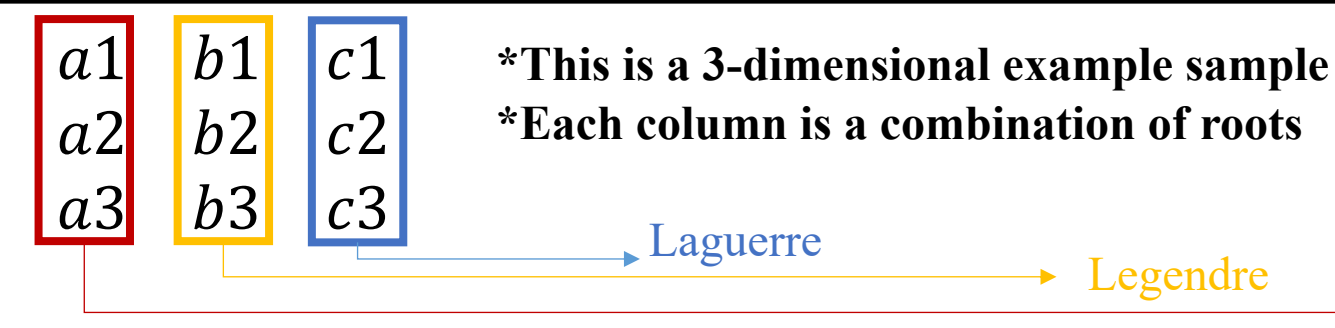 a1 b1 c1
a2 b2 c2
a3 b3 c3
*This is a 3-dimensional example sample
*Each column is a combination of roots
Laguerre
Legendre